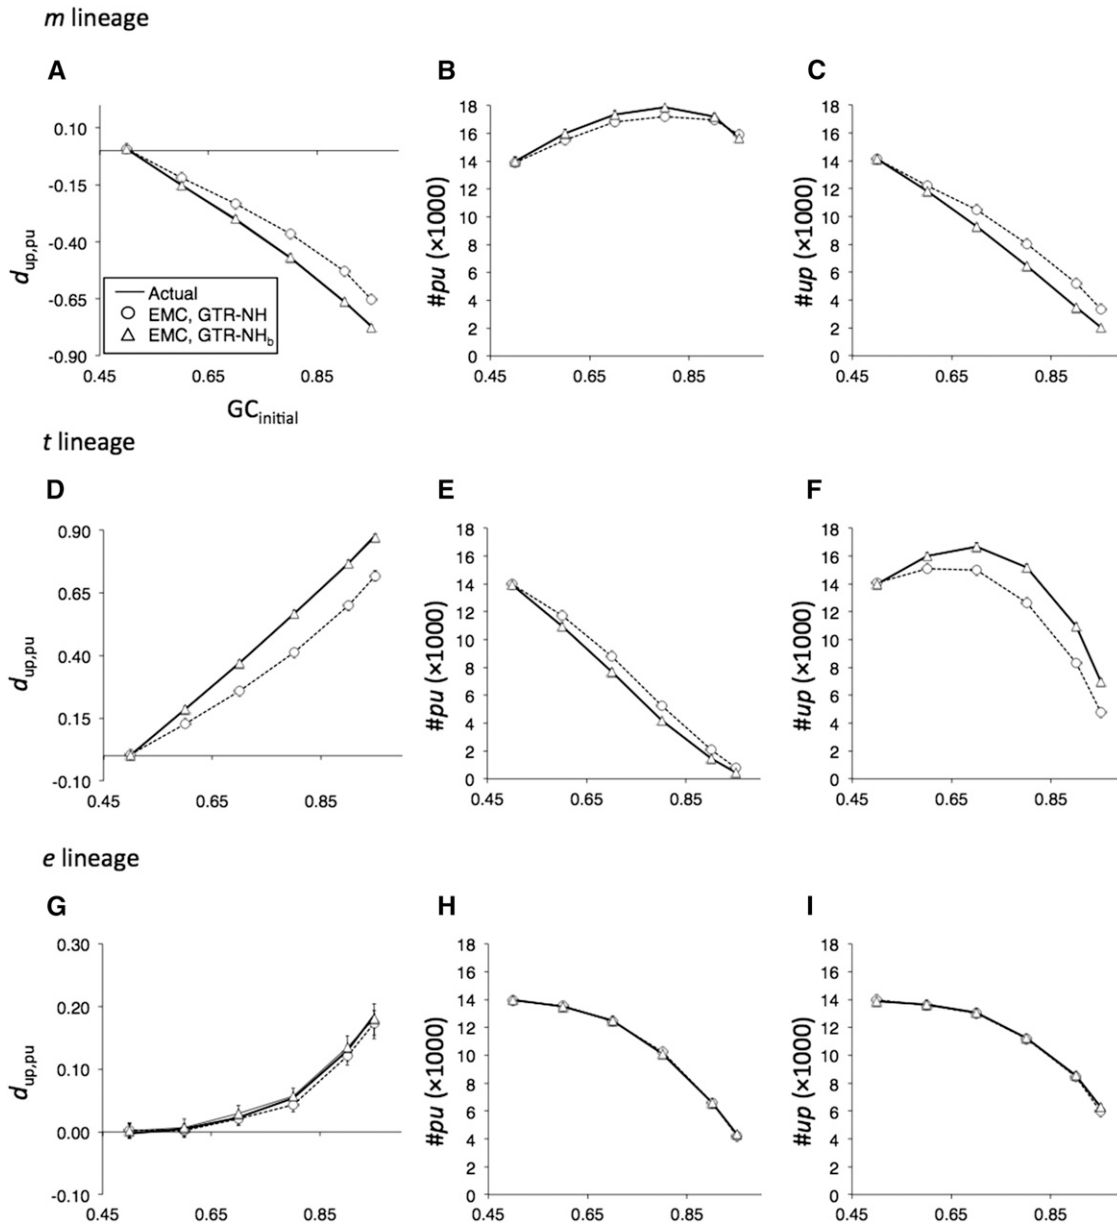 m lineage
A
B
C
0.10
-0.15
-0.40
-0.65
-0.90
d up,pu
Actual
EMC, GTR-NH
EMC, GTR-NHb
0.45 0.65 0.85
GC initial
18
16
14
12
10
8
6
4
2
0
#pu (×1000)
0.45 0.65 0.85
18
16
14
12
10
8
6
4
2
0
#up (×1000)
0.45 0.65 0.85
t lineage
D
E
F
0.90
0.65
0.40
0.15
-0.10
d up,pu
0.45 0.65 0.85
18
16
14
12
10
8
6
4
2
0
#pu (×1000)
0.45 0.65 0.85
18
16
14
12
10
8
6
4
2
0
#up (×1000)
0.45 0.65 0.85
e lineage
G
H
I
0.30
0.20
0.10
0.00
-0.10
d up,pu
0.45 0.65 0.85
18
16
14
12
10
8
6
4
2
0
#pu (×1000)
0.45 0.65 0.85
18
16
14
12
10
8
6
4
2
0
#up (×1000)
0.45 0.65 0.85